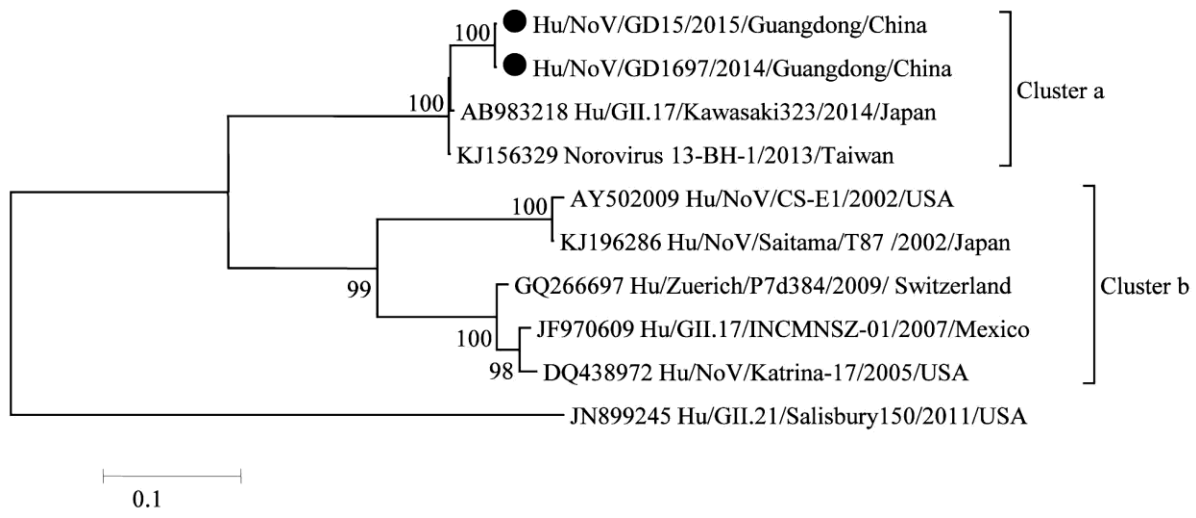 100
Hu/NoV/GD15/2015/Guangdong/China
Hu/NoV/GD1697/2014/Guangdong/China
Cluster a
100
AB983218 Hu/GII.17/Kawasaki323/2014/Japan
KJ156329 Norovirus 13-BH-1/2013/Taiwan
100
AY502009 Hu/NoV/CS-E1/2002/USA
KJ196286 Hu/NoV/Saitama/T87 /2002/Japan
99
GQ266697 Hu/Zuerich/P7d384/2009/ Switzerland
Cluster b
100
JF970609 Hu/GII.17/INCMNSZ-01/2007/Mexico
98
DQ438972 Hu/NoV/Katrina-17/2005/USA
JN899245 Hu/GII.21/Salisbury150/2011/USA
0.1